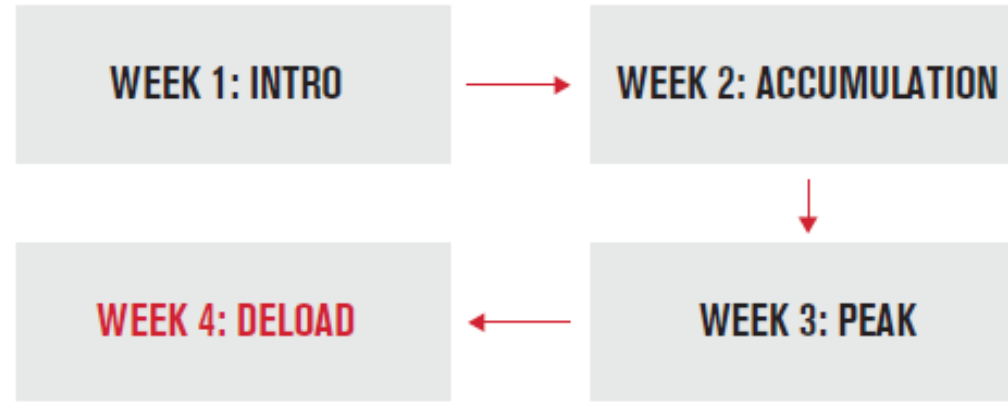 WEEK 1: INTRO
WEEK 2: ACCUMULATION
WEEK 3: PEAK
WEEK 4: DELOAD